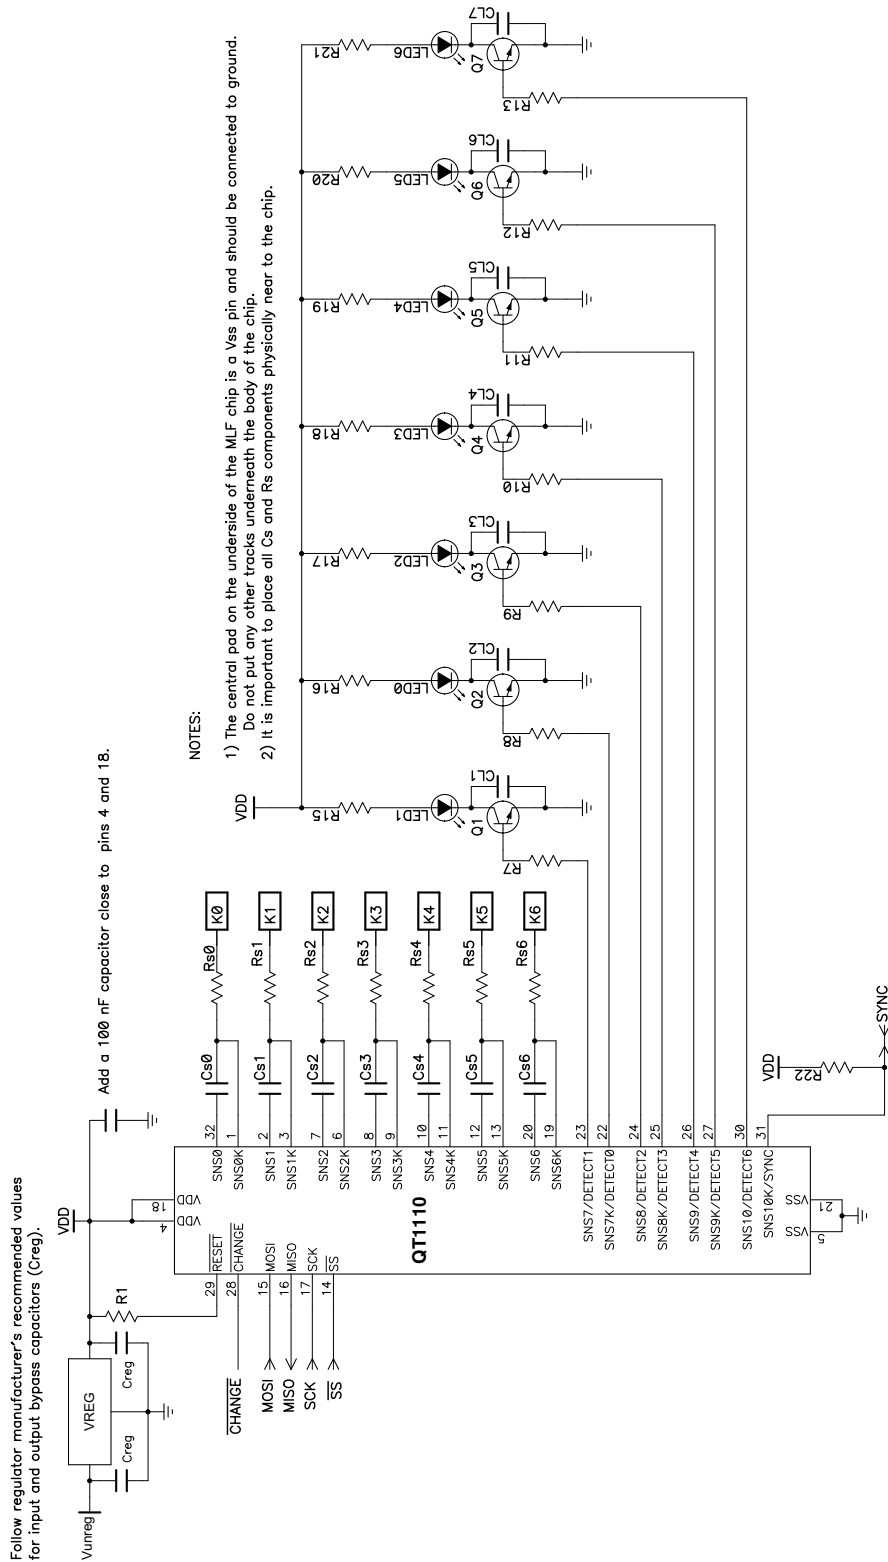 Follow regulator manufacturer's recommended values
for input and output bypass capacitors (Creg).
Vunreg
VREG
Creg
Creg
R1
VDD
Add a 100 nF capacitor close to pins 4 and 18.
NOTES:
1) The central pad on the underside of the MLF chip is a Vss pin and should be connected to ground.
Do not put any other tracks underneath the body of the chip.
2) It is important to place all Cs and Rs components physically near to the chip.
QT1110
4 VDD
18 VDD
29 RESET
28 CHANGE
15 MOSI
16 MISO
17 SCK
14 SS
CHANGE
MOSI
MISO
SCK
SS
SNS0 32
SNS0K 1
SNS1 2
SNS1K 3
SNS2 7
SNS2K 6
SNS3 8
SNS3K 9
SNS4 10
SNS4K 11
SNS5 12
SNS5K 13
SNS6 20
SNS6K 19
SNS7/DETECT1 23
SNS7K/DETECT0 22
SNS8/DETECT2 24
SNS8K/DETECT3 25
SNS9/DETECT4 26
SNS9K/DETECT5 27
SNS10/DETECT6 30
SNS10K/SYNC 31
VSS 5
VSS 21
Cs0 Rs0 K0
Cs1 Rs1 K1
Cs2 Rs2 K2
Cs3 Rs3 K3
Cs4 Rs4 K4
Cs5 Rs5 K5
Cs6 Rs6 K6
VDD
R15 LED1 Q1 CL1 R7
R16 LED0 Q2 CL2 R8
R17 LED2 Q3 CL3 R9
R18 LED3 Q4 CL4 R10
R19 LED4 Q5 CL5 R11
R20 LED5 Q6 CL6 R12
R21 LED6 Q7 CL7 R13
VDD
R22
SYNC